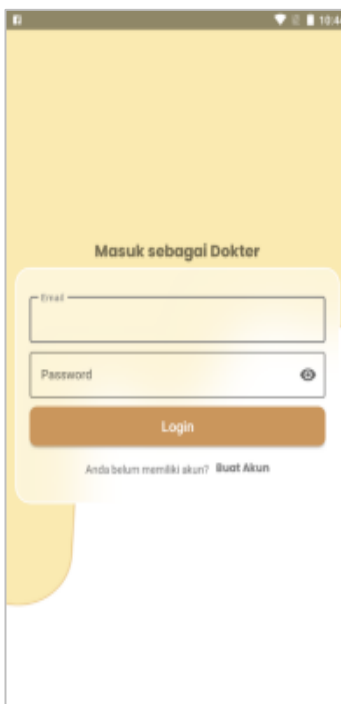 10:44
Masuk sebagai Dokter
Email
Password
Login
Anda belum memiliki akun? Buat Akun